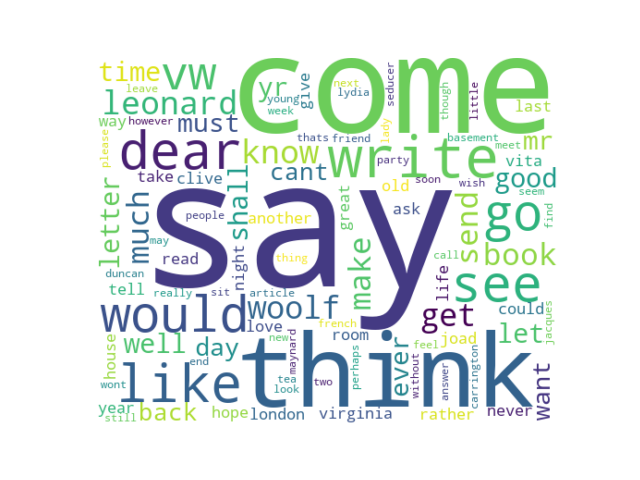 come
say
think
write
dear
vw
leonard
time
yr
give
young
week
next
lydia
seducer
though
little
last
leave
way
however
must
know
cant
thats
friend
lady
basement
meet
mr
vita
good
please
take
clive
shall
another
old
party
soon
wish
ask
great
seem
find
letter
much
read
night
people
send
go
book
see
tell
may
duncan
really
sit
article
thing
make
life
call
could
would
woolf
love
french
room
get
joad
let
jacques
house
well
day
new
maynard
perhaps
ever
feel
without
answer
carrington
want
like
end
tea
look
two
wont
year
still
back
hope
london
virginia
rather
never